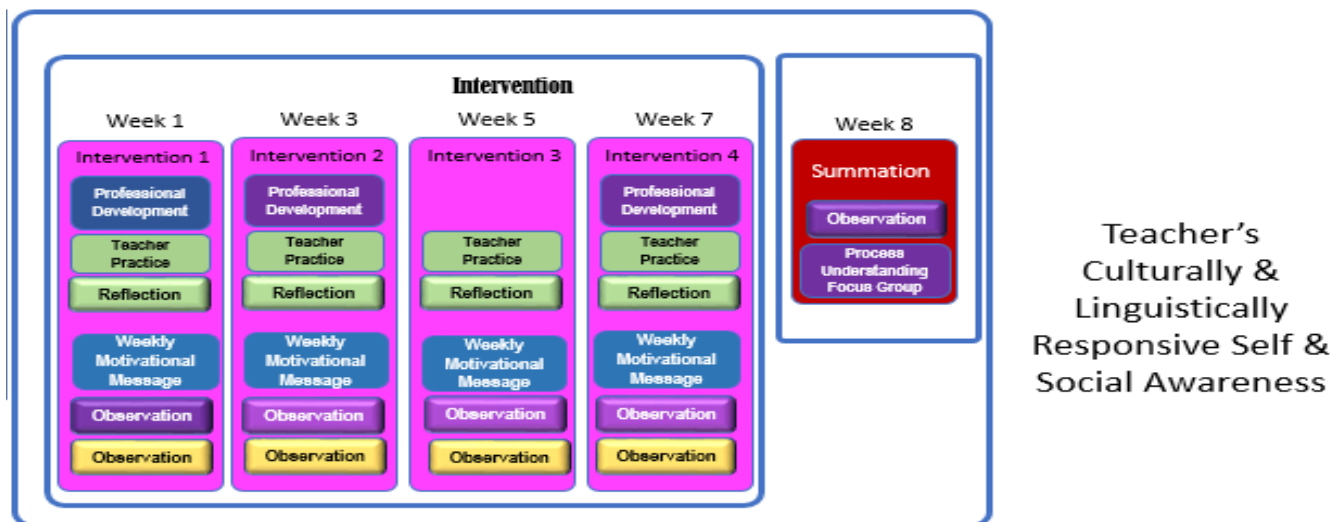 Intervention
Week 1
Intervention 1
Professional
Development
Teacher
Practice
Reflection
Weekly
Motivational
Message
Observation
Observation
Week 3
Intervention 2
Professional
Development
Teacher
Practice
Reflection
Weekly
Motivational
Message
Observation
Observation
Week 5
Intervention 3
Teacher
Practice
Reflection
Weekly
Motivational
Message
Observation
Observation
Week 7
Intervention 4
Professional
Development
Teacher
Practice
Reflection
Weekly
Motivational
Message
Observation
Observation
Week 8
Summation
Observation
Process
Understanding
Focus Group
Teacher's
Culturally &
Linguistically
Responsive Self &
Social Awareness